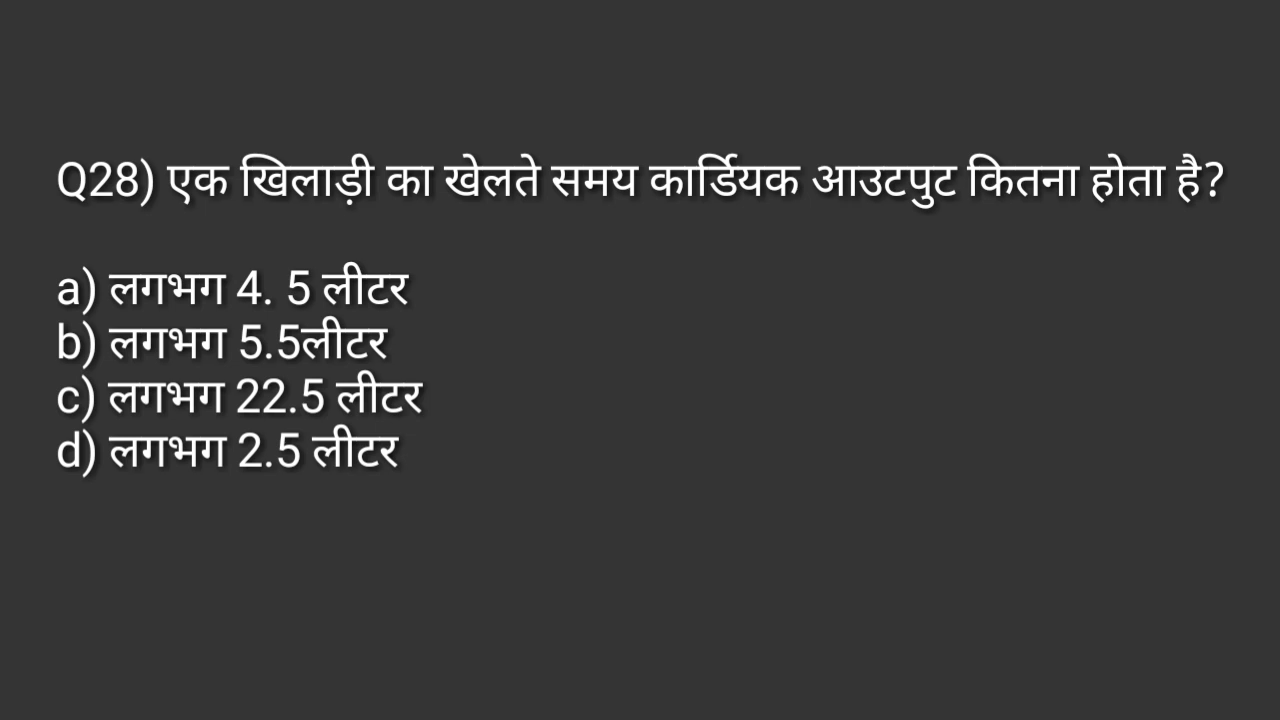 Q28) एक खिलाड़ी का खेलते समय कार्डियक आउटपुट कितना होता है?
a) लगभग 4. 5 लीटर
b) लगभग 5.5लीटर
c) लगभग 22.5 लीटर
d) लगभग 2.5 लीटर